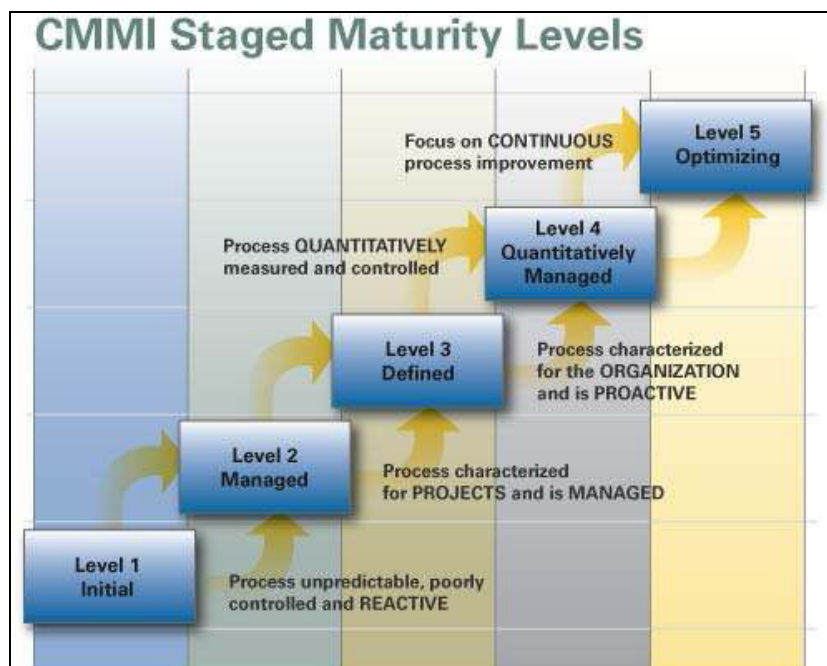 CMMI Staged Maturity Levels
Level 5
Optimizing
Focus on CONTINUOUS
process improvement
Level 4
Quantitatively
Managed
Process QUANTITATIVELY
measured and controlled
Level 3
Defined
Process characterized
for the ORGANIZATION
and is PROACTIVE
Level 2
Managed
Process characterized
for PROJECTS and is MANAGED
Level 1
Initial
Process unpredictable, poorly
controlled and REACTIVE